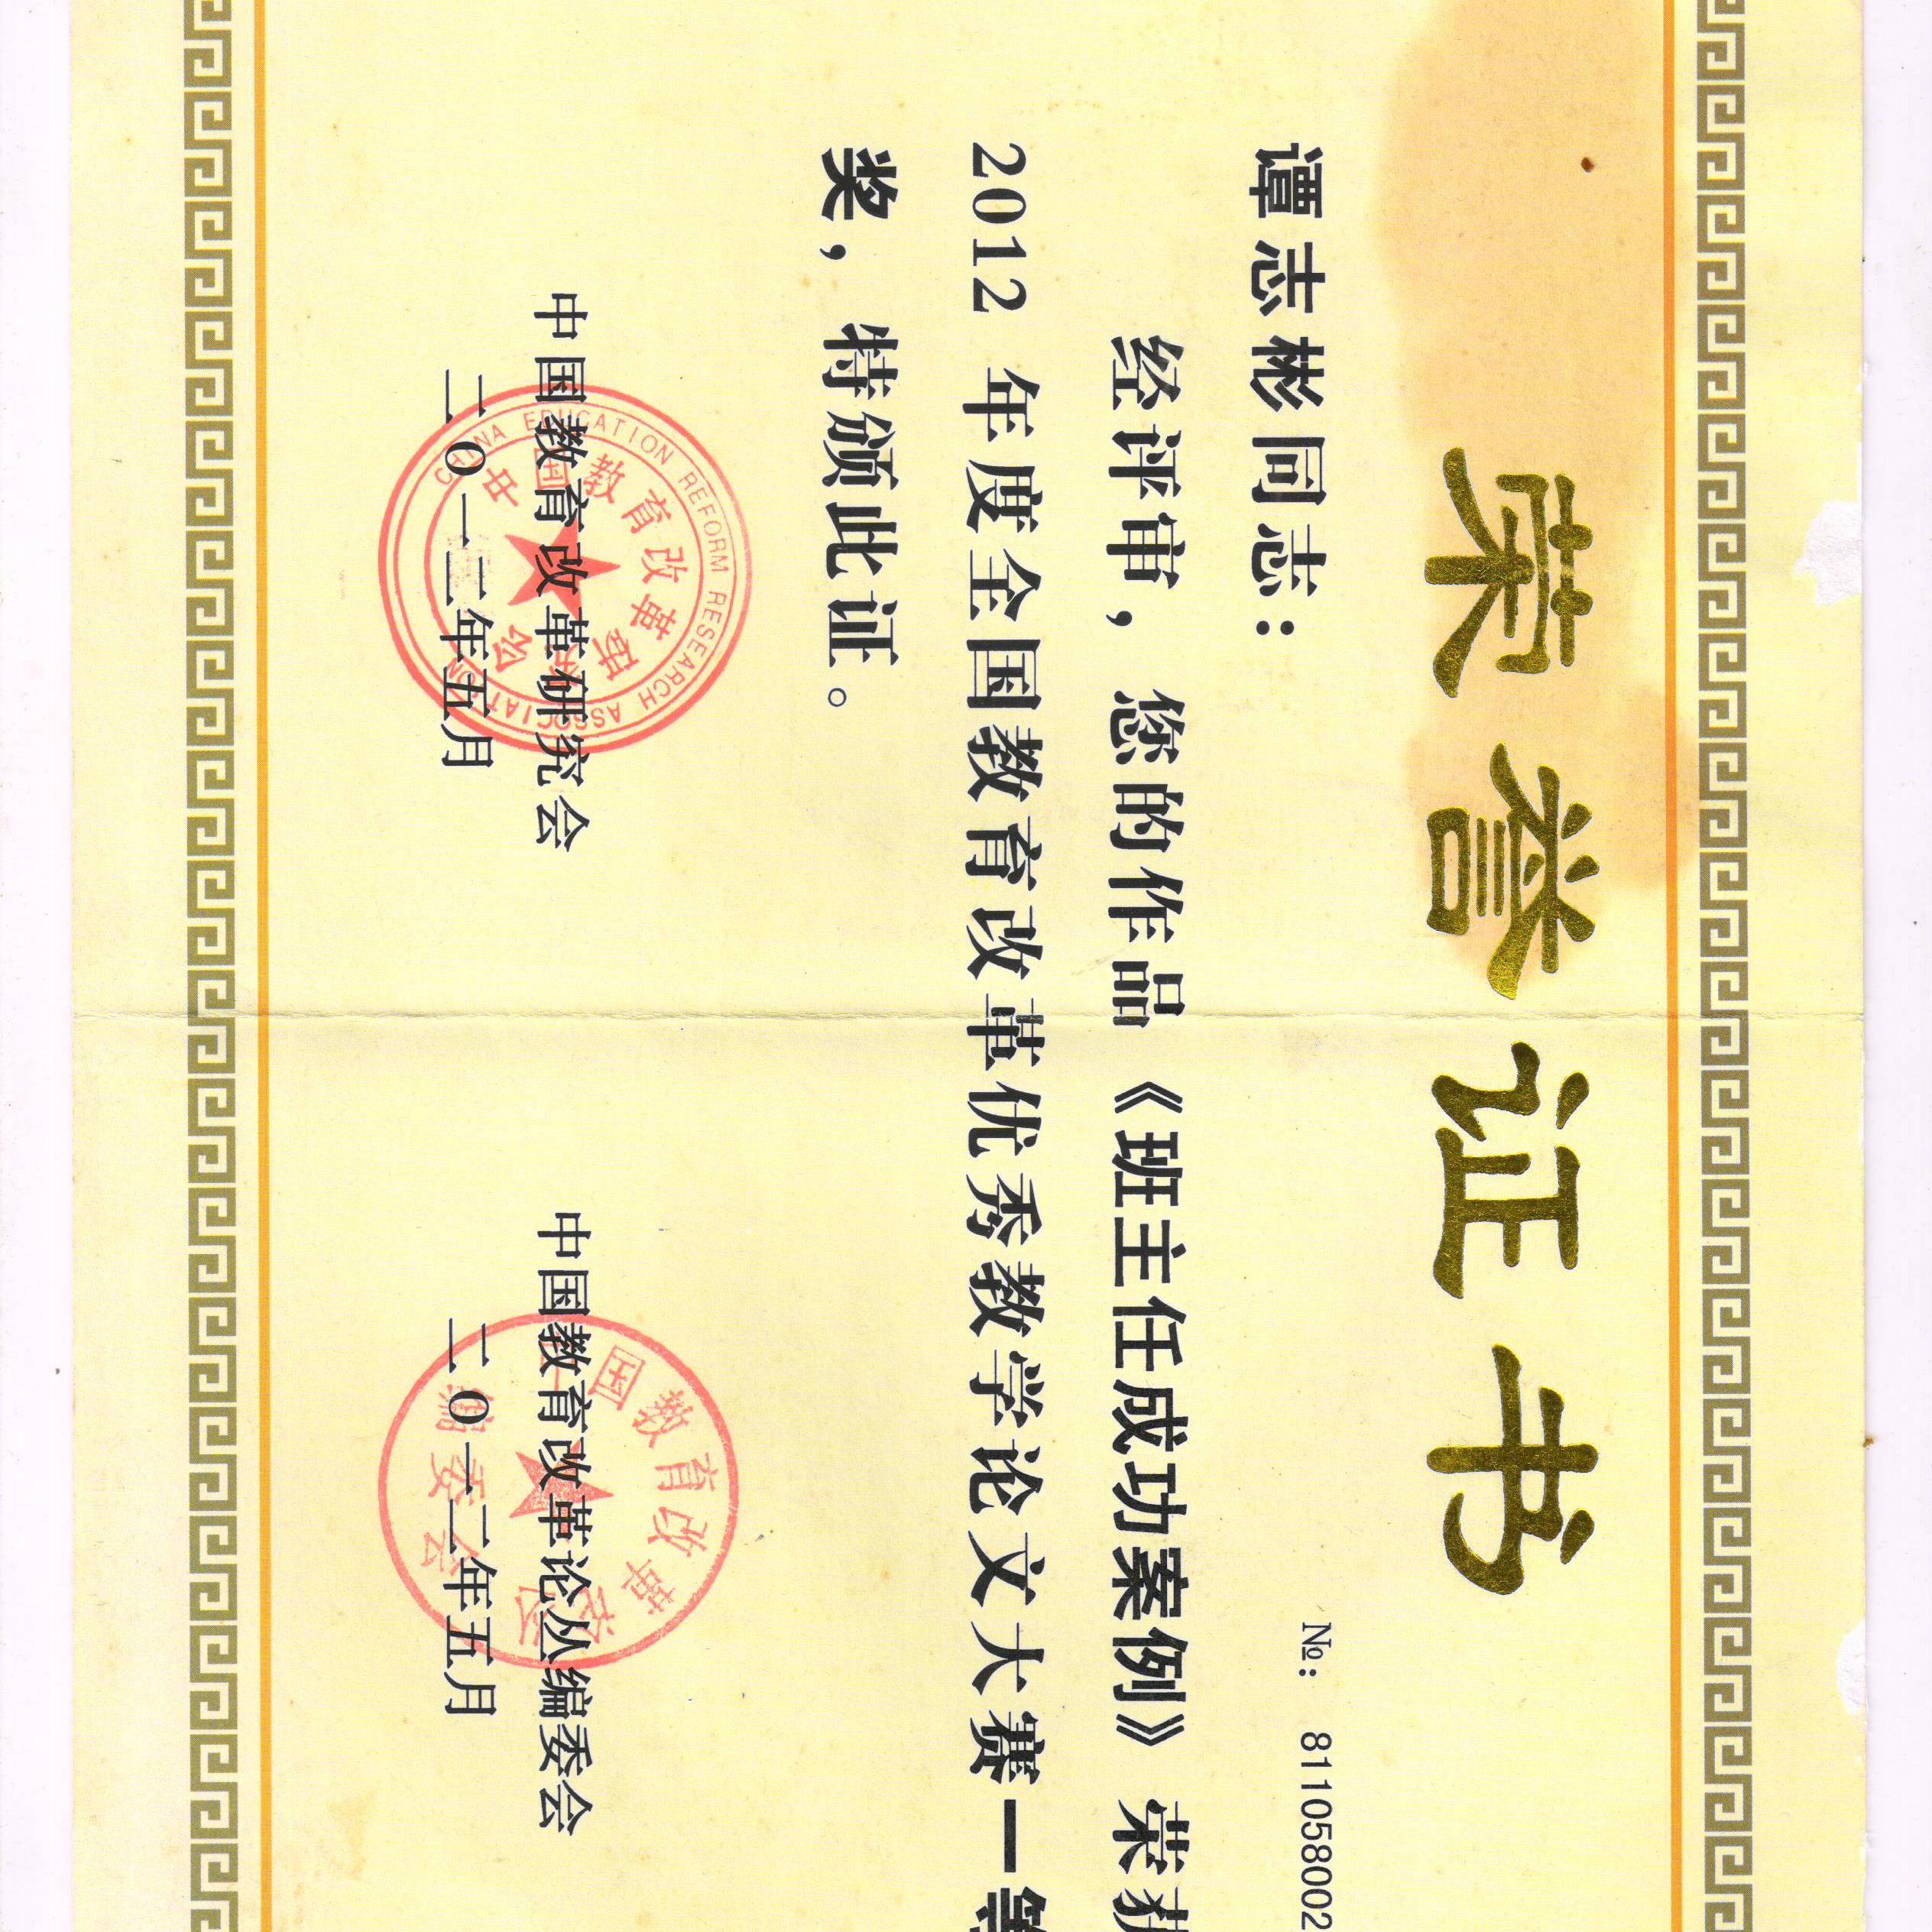 荣誉证书
№: 8110580002
谭志彬同志：
经评审，您的作品《班主任成功案例》荣获
2012 年度全国教育改革优秀教学论文大赛一等
奖，特颁此证。
中国教育改革研究会
二〇一二年五月
CHINA EDUCATION REFORM RESEARCH ASSOCIATION
中国教育改革研究会
中国教育改革论丛编委会
二〇一二年五月
中国教育改革论丛
编委会